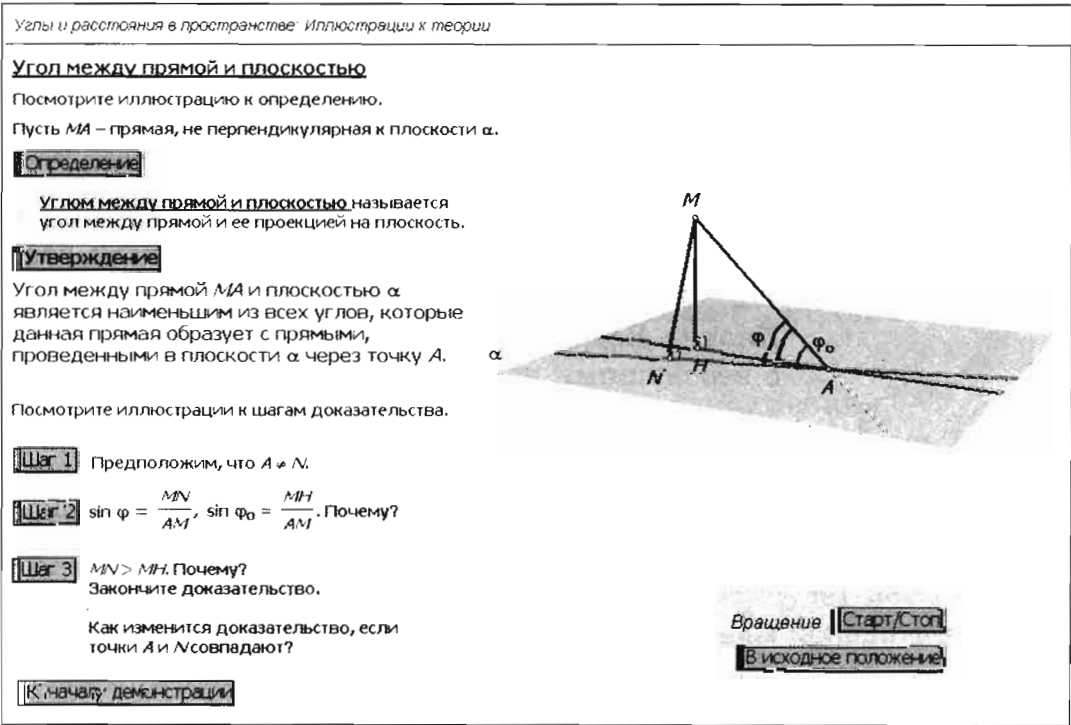 Углы и расстояния в пространстве: Иллюстрации к теории
Угол между прямой и плоскостью
Посмотрите иллюстрацию к определению.
Пусть MA – прямая, не перпендикулярная к плоскости α.
Определение
Углом между прямой и плоскостью называется
угол между прямой и ее проекцией на плоскость.
Утверждение
Угол между прямой MA и плоскостью α
является наименьшим из всех углов, которые
данная прямая образует с прямыми,
проведенными в плоскости α через точку A.
Посмотрите иллюстрации к шагам доказательства.
Шаг 1 Предположим, что A ≠ N.
Шаг 2 sin φ = MN/AM, sin φ₀ = MH/AM. Почему?
Шаг 3 MN > MH. Почему?
Закончите доказательство.
Как изменится доказательство, если
точки A и N совпадают?
К началу демонстрации
M
φ
φ₀
α
N
H
A
Вращение Старт/Стоп
В исходное положение